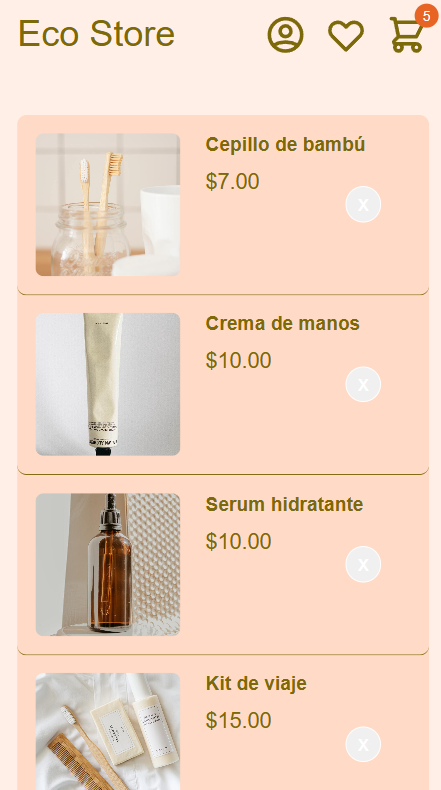 Eco Store
5
Cepillo de bambú
$7.00
X
Crema de manos
$10.00
X
Serum hidratante
$10.00
X
Kit de viaje
$15.00
X